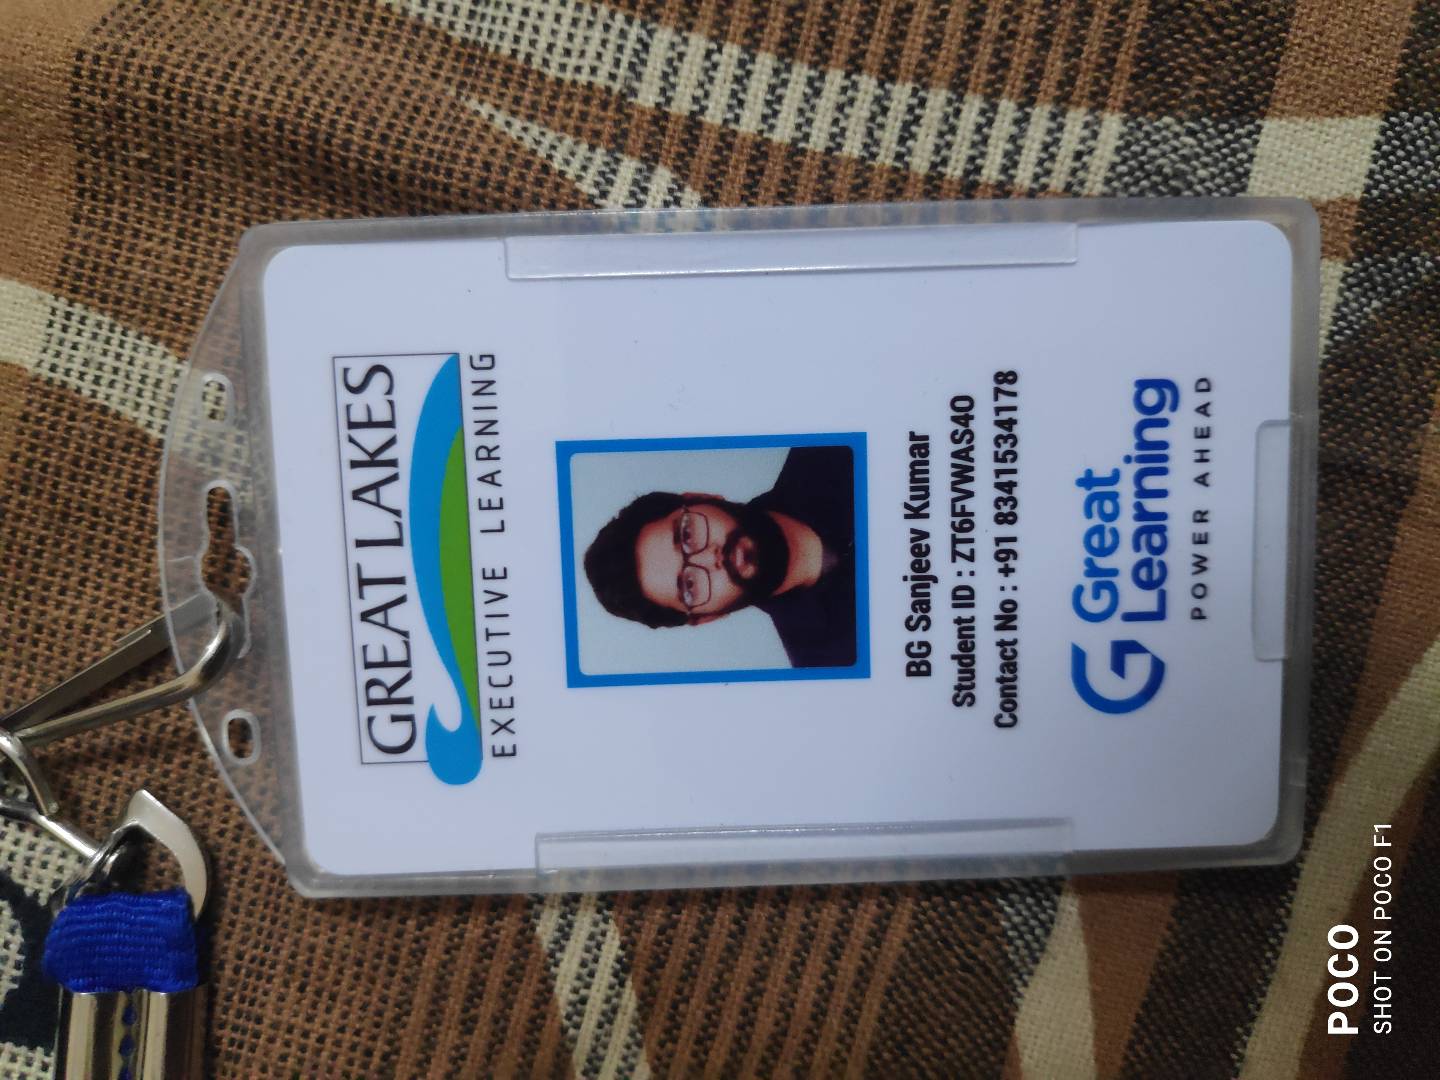 GREAT LAKES
EXECUTIVE LEARNING
BG Sanjeev Kumar
Student ID : ZT6FVWAS4O
Contact No : +91 8341534178
Great
Learning
POWER AHEAD
POCO
SHOT ON POCO F1